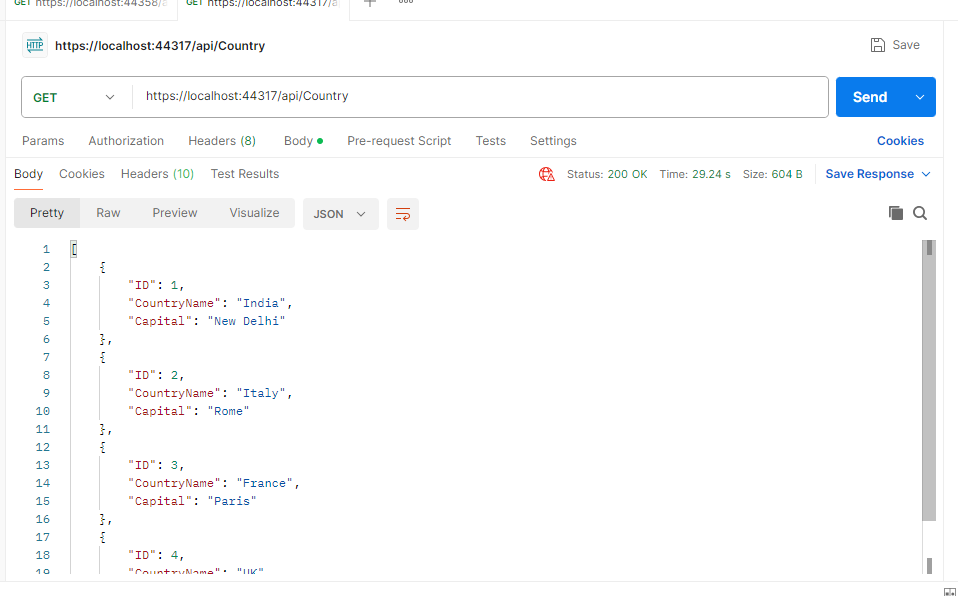 GET https://localhost:44358/a GET https://localhost:44317/a
HTTP https://localhost:44317/api/Country Save
GET https://localhost:44317/api/Country Send
Params Authorization Headers (8) Body Pre-request Script Tests Settings Cookies
Body Cookies Headers (10) Test Results Status: 200 OK Time: 29.24 s Size: 604 B Save Response
Pretty Raw Preview Visualize JSON
1 [
2 {
3 "ID": 1,
4 "CountryName": "India",
5 "Capital": "New Delhi"
6 },
7 {
8 "ID": 2,
9 "CountryName": "Italy",
10 "Capital": "Rome"
11 },
12 {
13 "ID": 3,
14 "CountryName": "France",
15 "Capital": "Paris"
16 },
17 {
18 "ID": 4,
19 "CountryName": "UK"